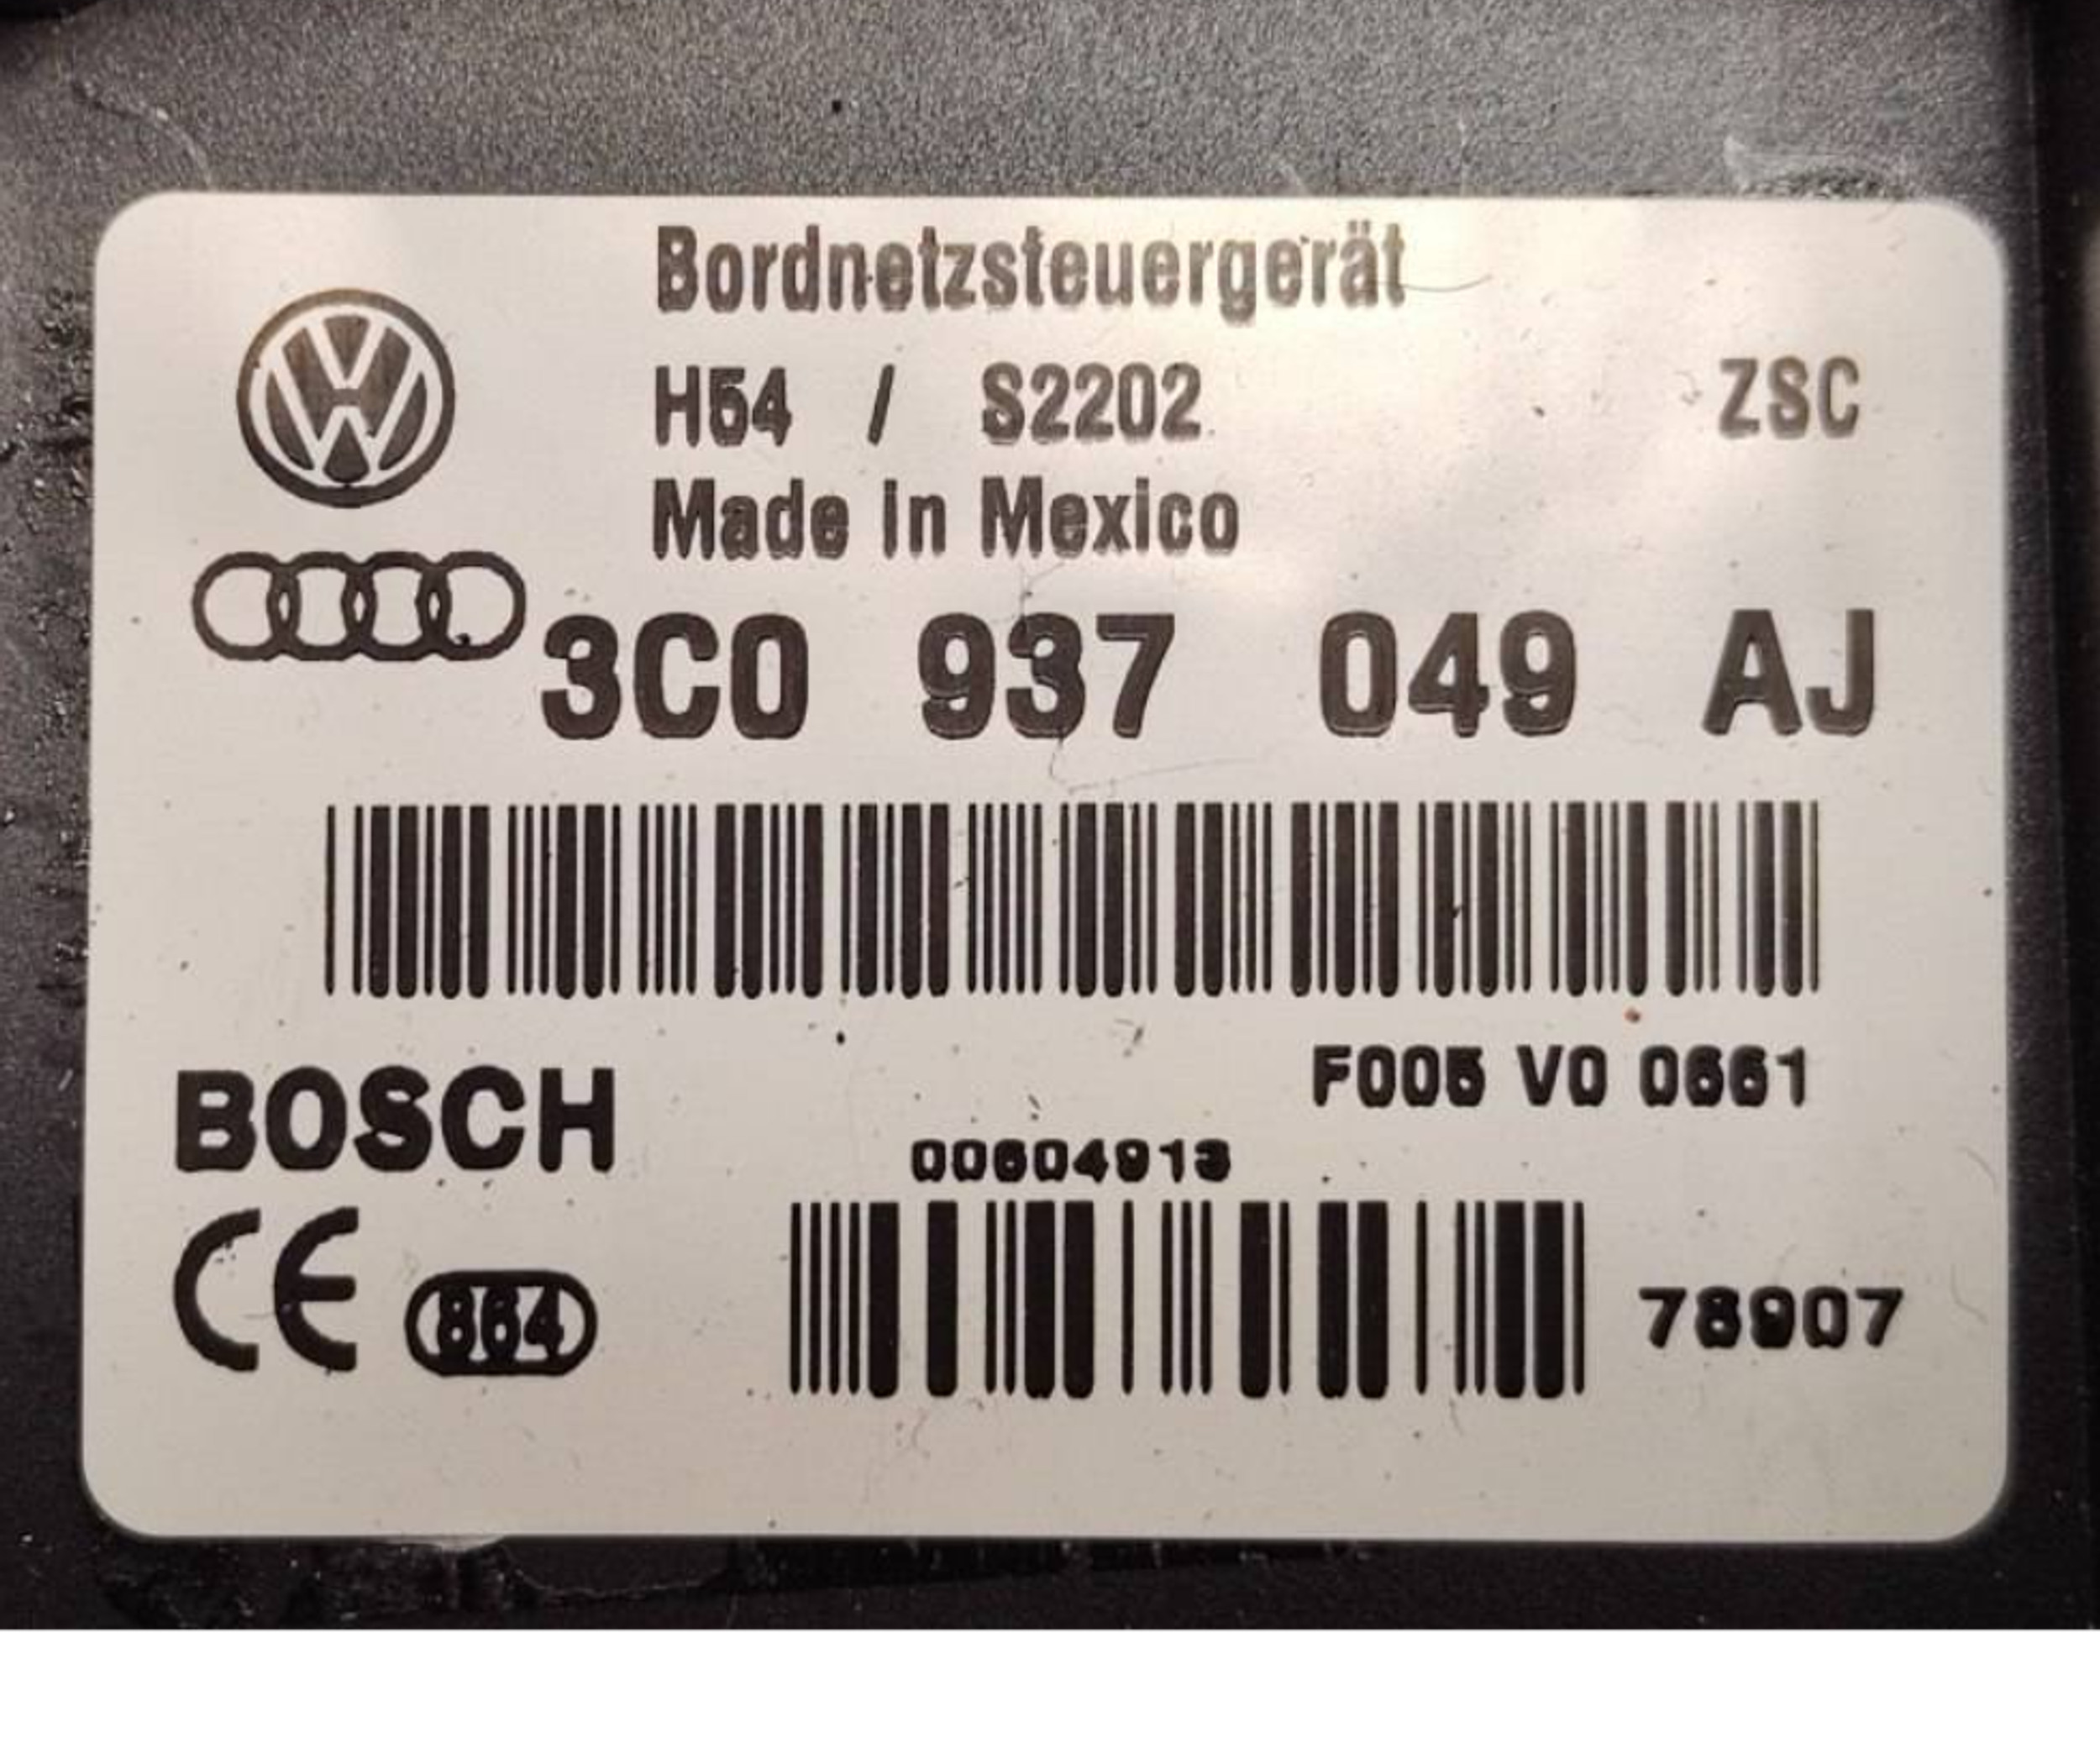 Bordnetzsteuergerät
H54 / S2202 ZSC
Made in Mexico
3C0 937 049 AJ
BOSCH
F005 V0 0661
00604913
CE 864
78907